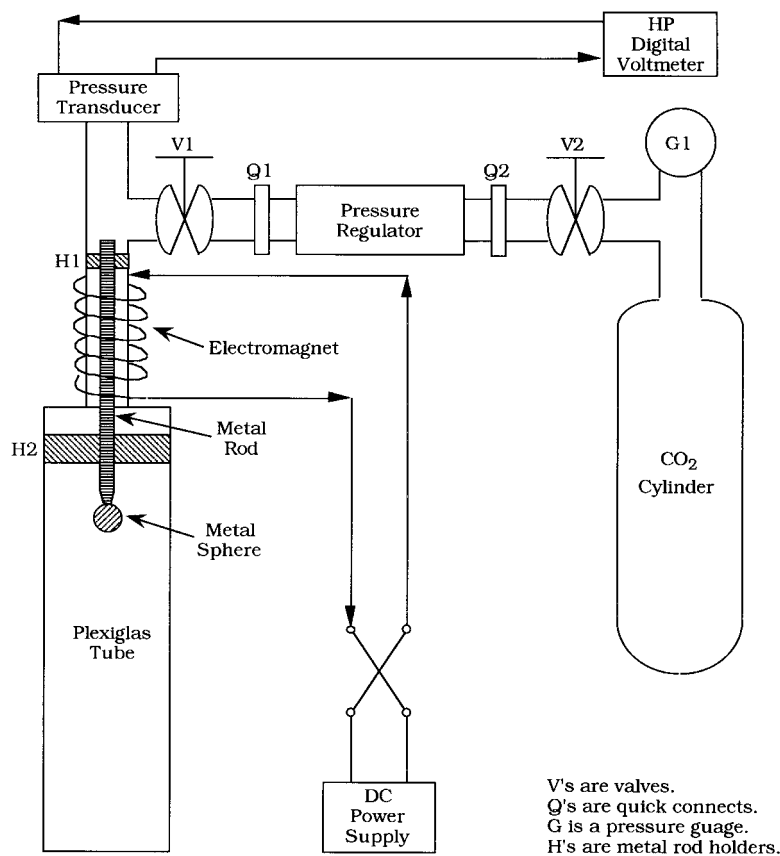 HP
Digital
Voltmeter
Pressure
Transducer
V1
Q1
Q2
V2
G1
Pressure
Regulator
H1
Electromagnet
Metal
Rod
H2
CO₂
Cylinder
Metal
Sphere
Plexiglas
Tube
DC
Power
Supply
V's are valves.
Q's are quick connects.
G is a pressure guage.
H's are metal rod holders.